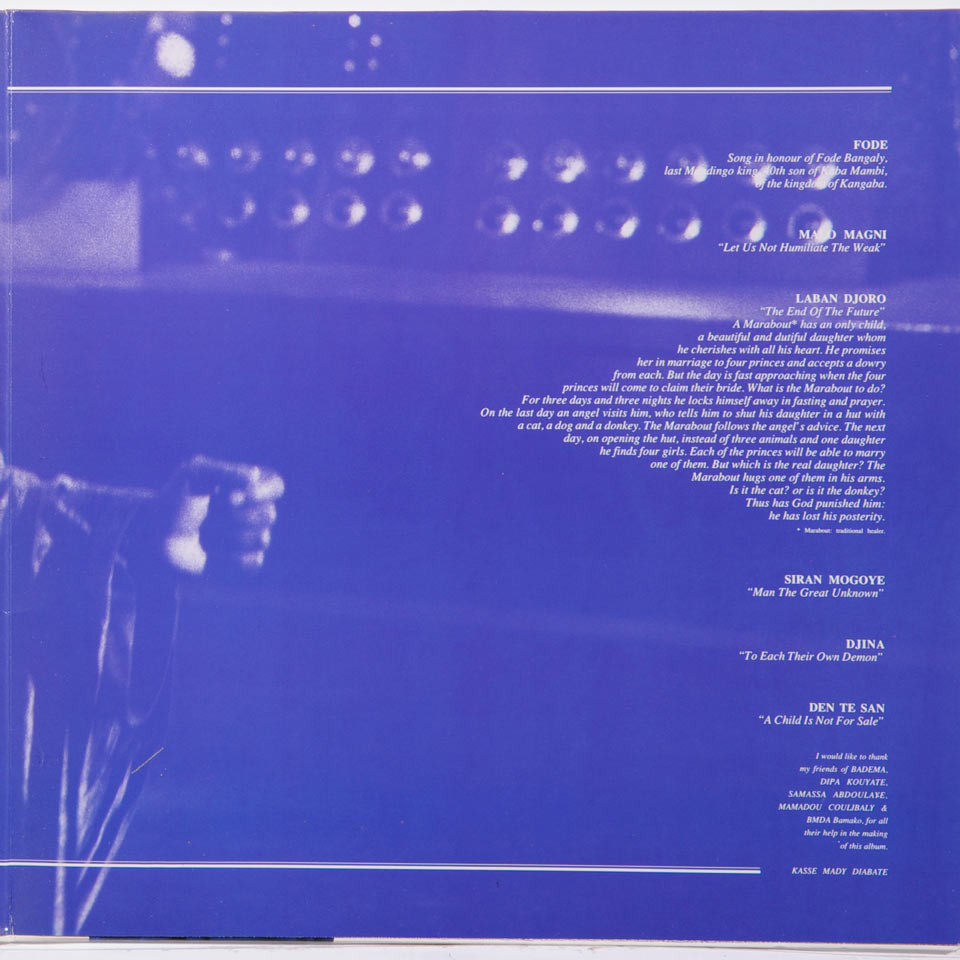 FODE
Song in honour of Fode Bangaly,
last Mandingo king, 40th son of Kaba Mambi,
of the kingdom of Kangaba.
MAGNI
“Let Us Not Humiliate The Weak”
LABAN DJORO
“The End Of The Future”
A Marabout* has an only child,
a beautiful and dutiful daughter whom
he cherishes with all his heart. He promises
her in marriage to four princes and accepts a dowry
from each. But the day is fast approaching when the four
princes will come to claim their bride. What is the Marabout to do?
For three days and three nights he locks himself away in fasting and prayer.
On the last day an angel visits him, who tells him to shut his daughter in a hut with
a cat, a dog and a donkey. The Marabout follows the angel's advice. The next
day, on opening the hut, instead of three animals and one daughter
he finds four girls. Each of the princes will be able to marry
one of them. But which is the real daughter? The
Marabout hugs one of them in his arms.
Is it the cat? or is it the donkey?
Thus has God punished him:
he has lost his posterity.
* Marabout: traditional healer.
SIRAN MOGOYE
“Man The Great Unknown”
DJINA
“To Each Their Own Demon”
DEN TE SAN
“A Child Is Not For Sale”
I would like to thank
my friends of BADEMA,
DIPA KOUYATE,
SAMASSA ABDOULAYE,
MAMADOU COULIBALY &
BMDA Bamako, for all
their help in the making
of this album.
KASSE MADY DIABATE